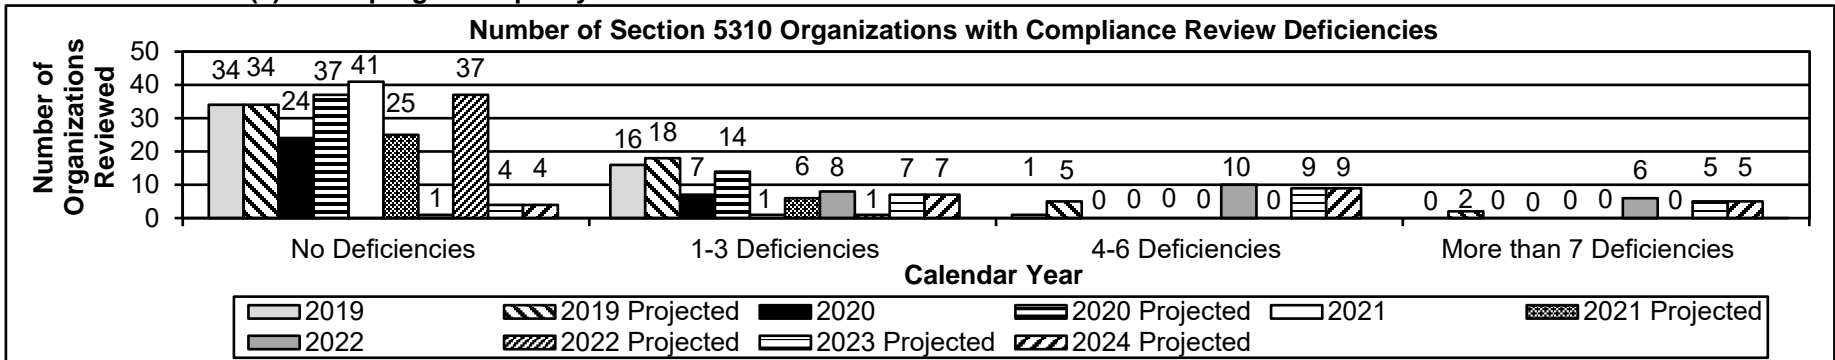 Number of Section 5310 Organizations with Compliance Review Deficiencies
Number of
Organizations
Reviewed
50
40
30
20
10
0
34 34 24 37 41 25 1 37 4 4
16 18 7 14 1 6 8 1 7 7
1 5 0 0 0 0 10 0 9 9
0 2 0 0 0 0 6 0 5 5
No Deficiencies 1-3 Deficiencies 4-6 Deficiencies More than 7 Deficiencies
Calendar Year
2019 2019 Projected 2020 2020 Projected 2021 2021 Projected
2022 2022 Projected 2023 Projected 2024 Projected